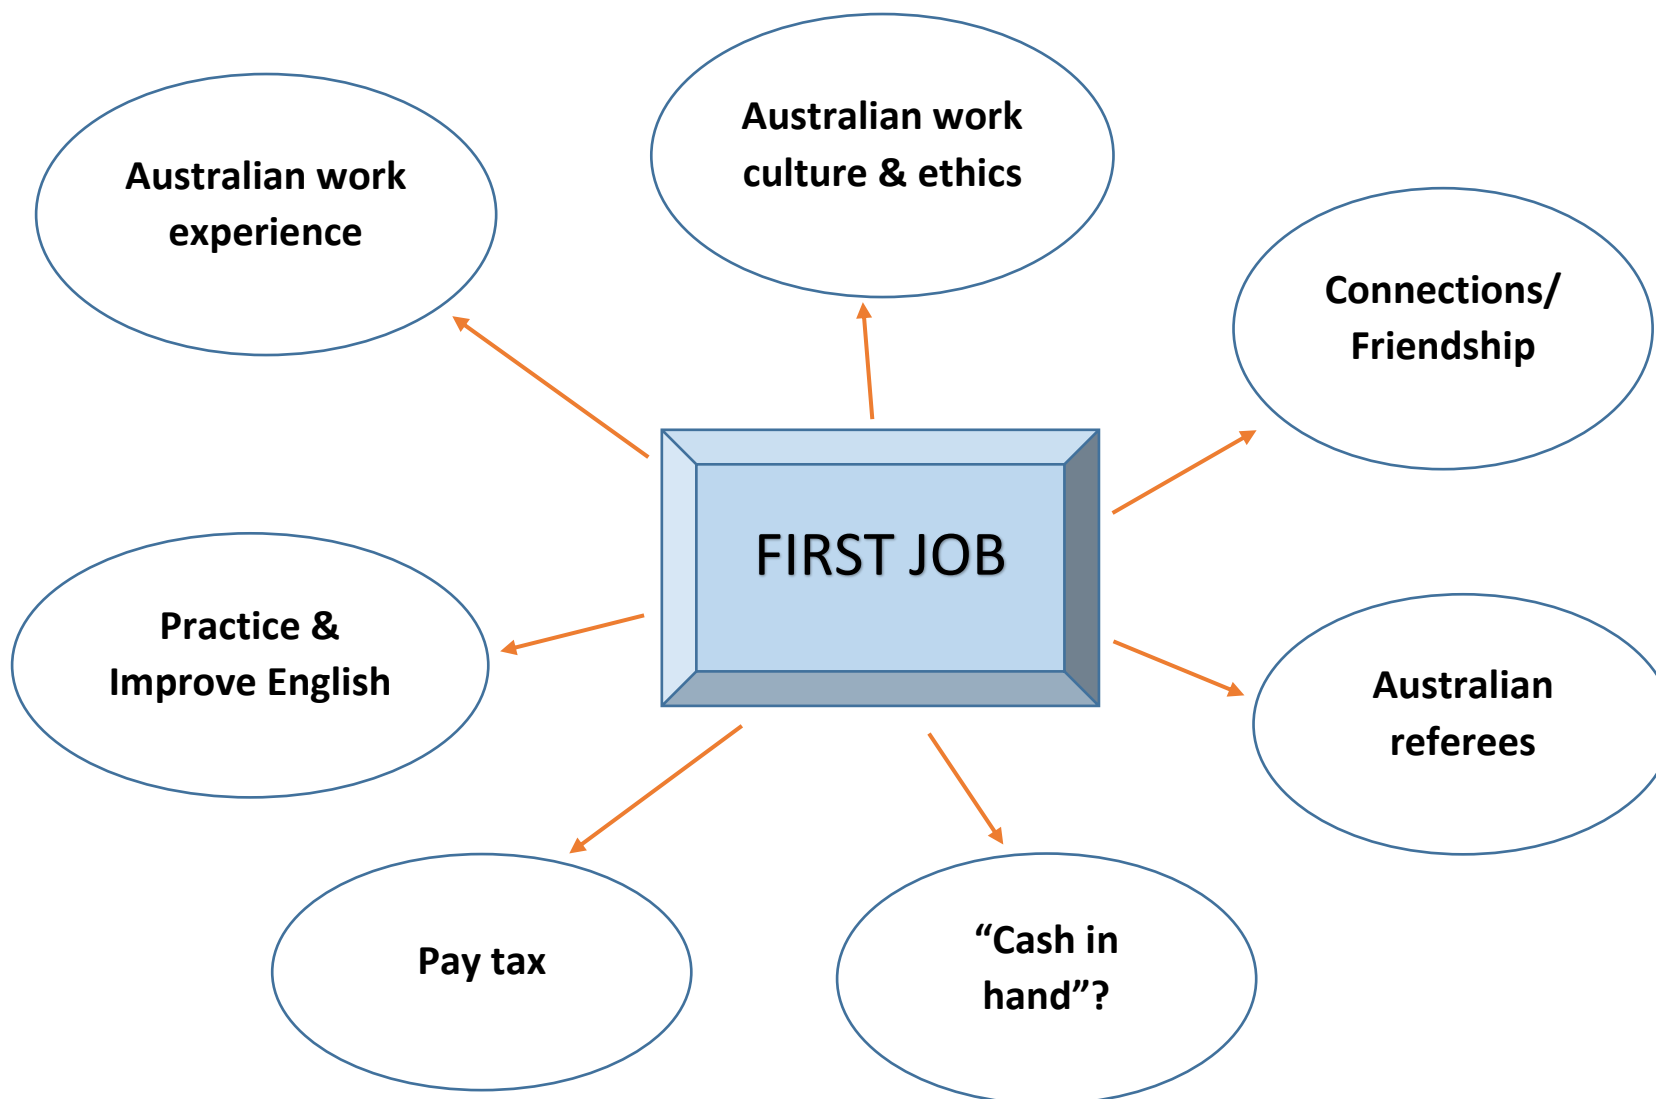 Australian work
culture & ethics
Australian work
experience
Connections/
Friendship
FIRST JOB
Practice &
Improve English
Australian
referees
Pay tax
“Cash in
hand”?